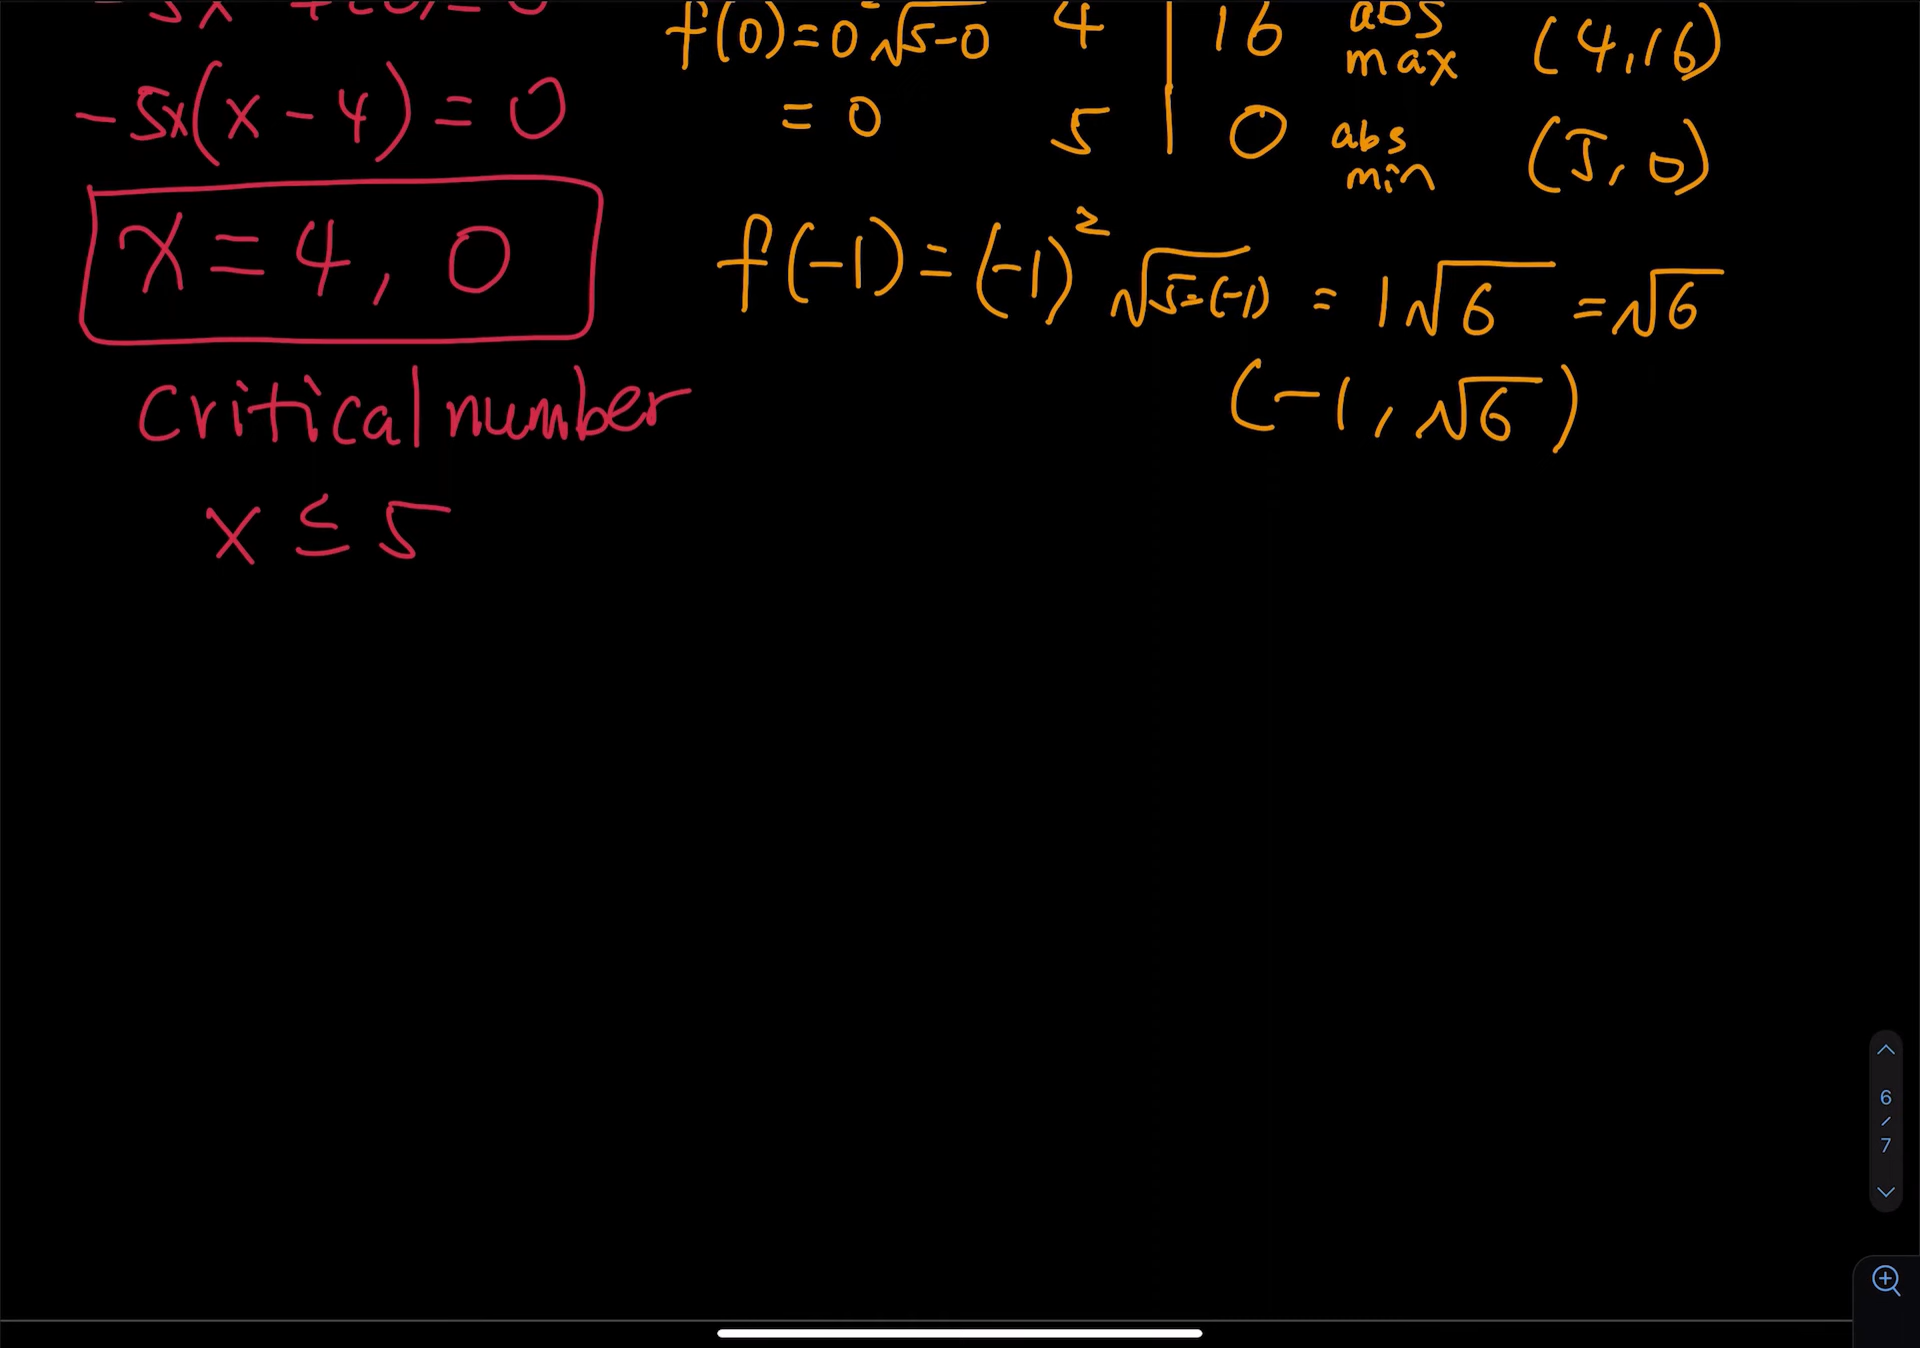 -5x(x-4)=0
x=4, 0
Critical number
x≤5
f(0)=0²√5-0
=0
4 | 16 abs max (4,16)
5 | 0 abs min (5,0)
f(-1)=(-1)²√5-(-1) = 1√6 =√6
(-1, √6)
6
/
7